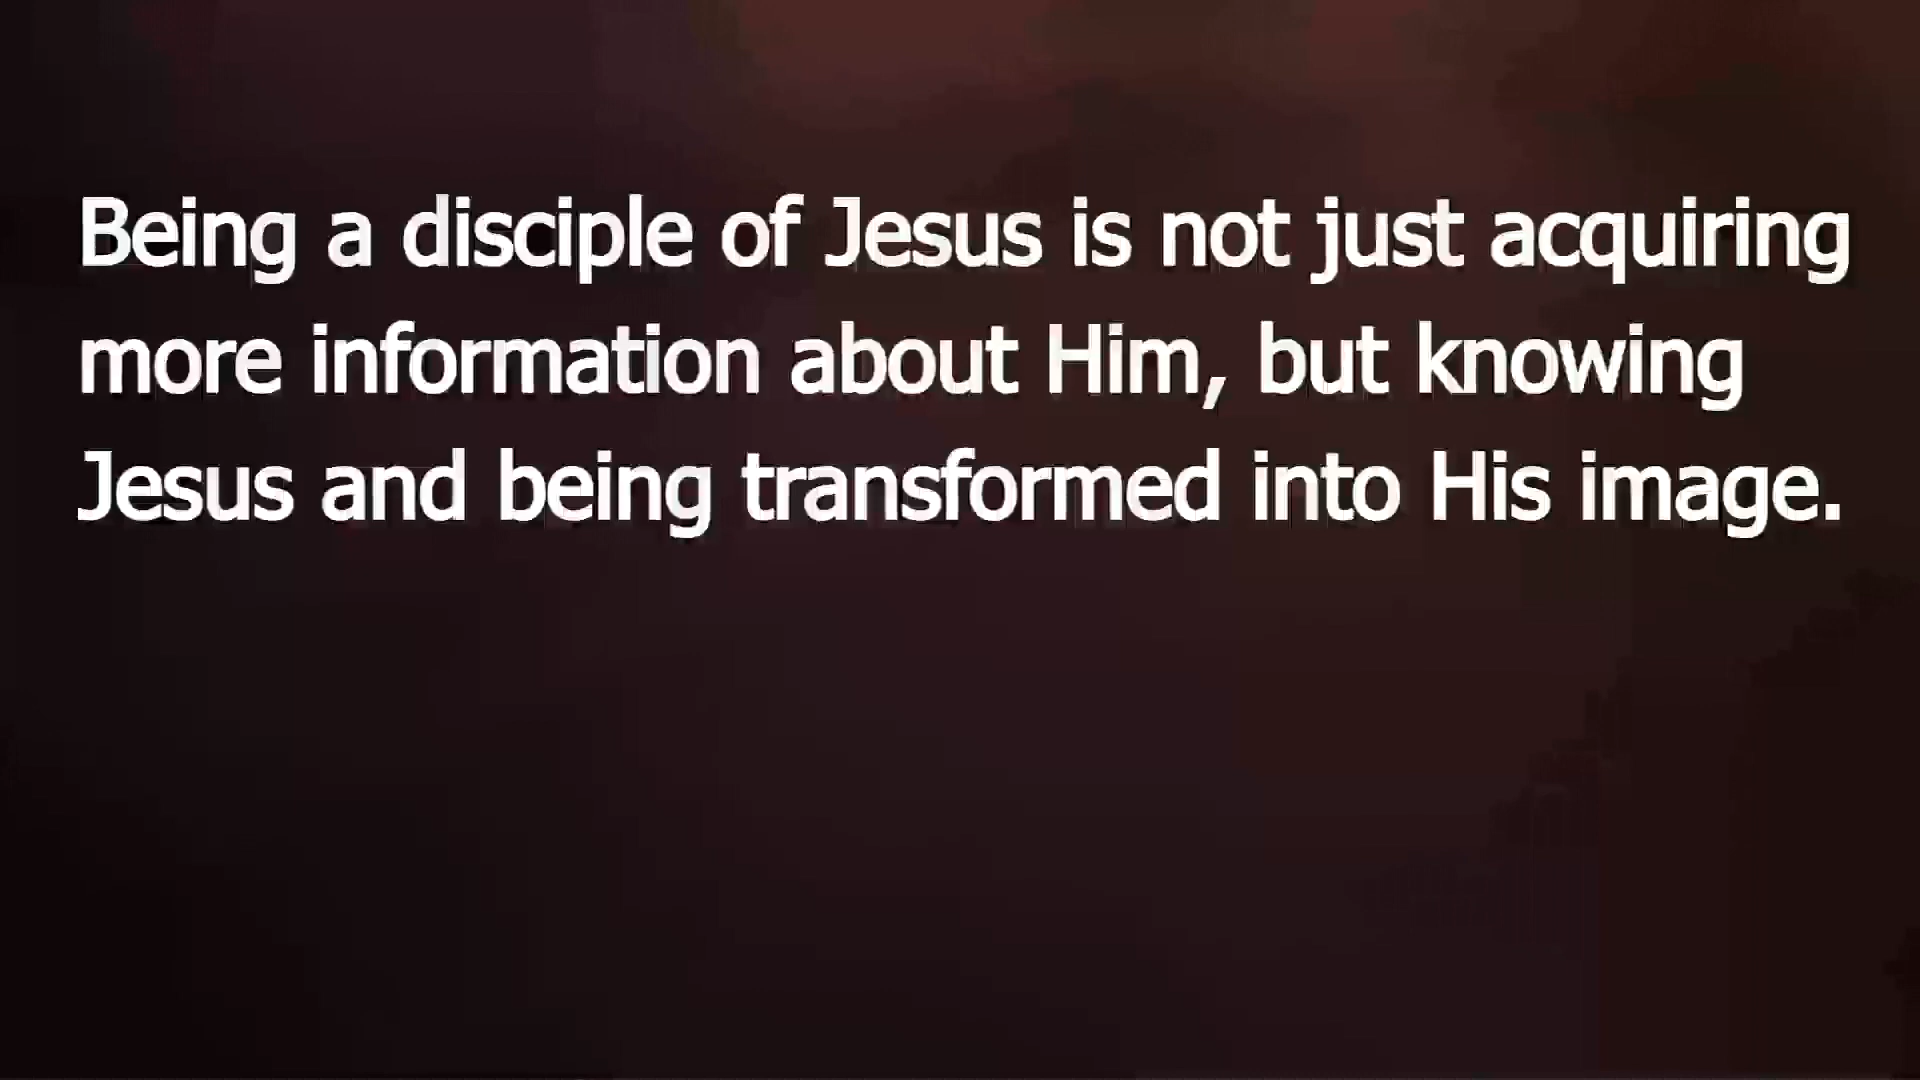 Being a disciple of Jesus is not just acquiring
more information about Him, but knowing
Jesus and being transformed into His image.